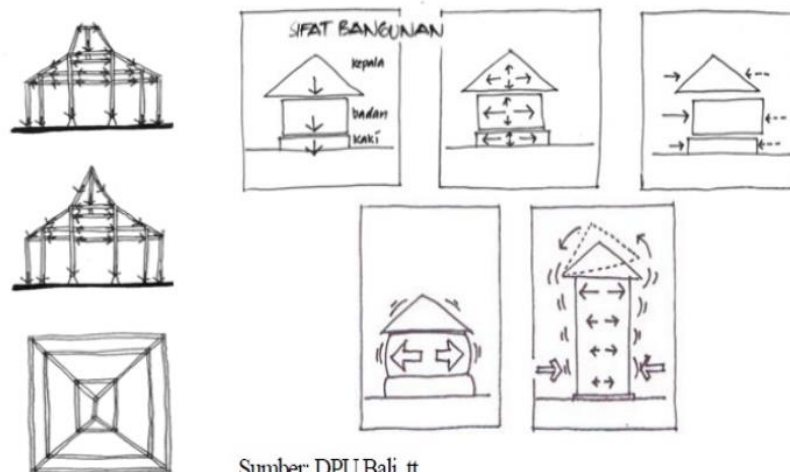 SIFAT BANGUNAN
kepala
badan
kaki
Sumber: DPU Bali, tt